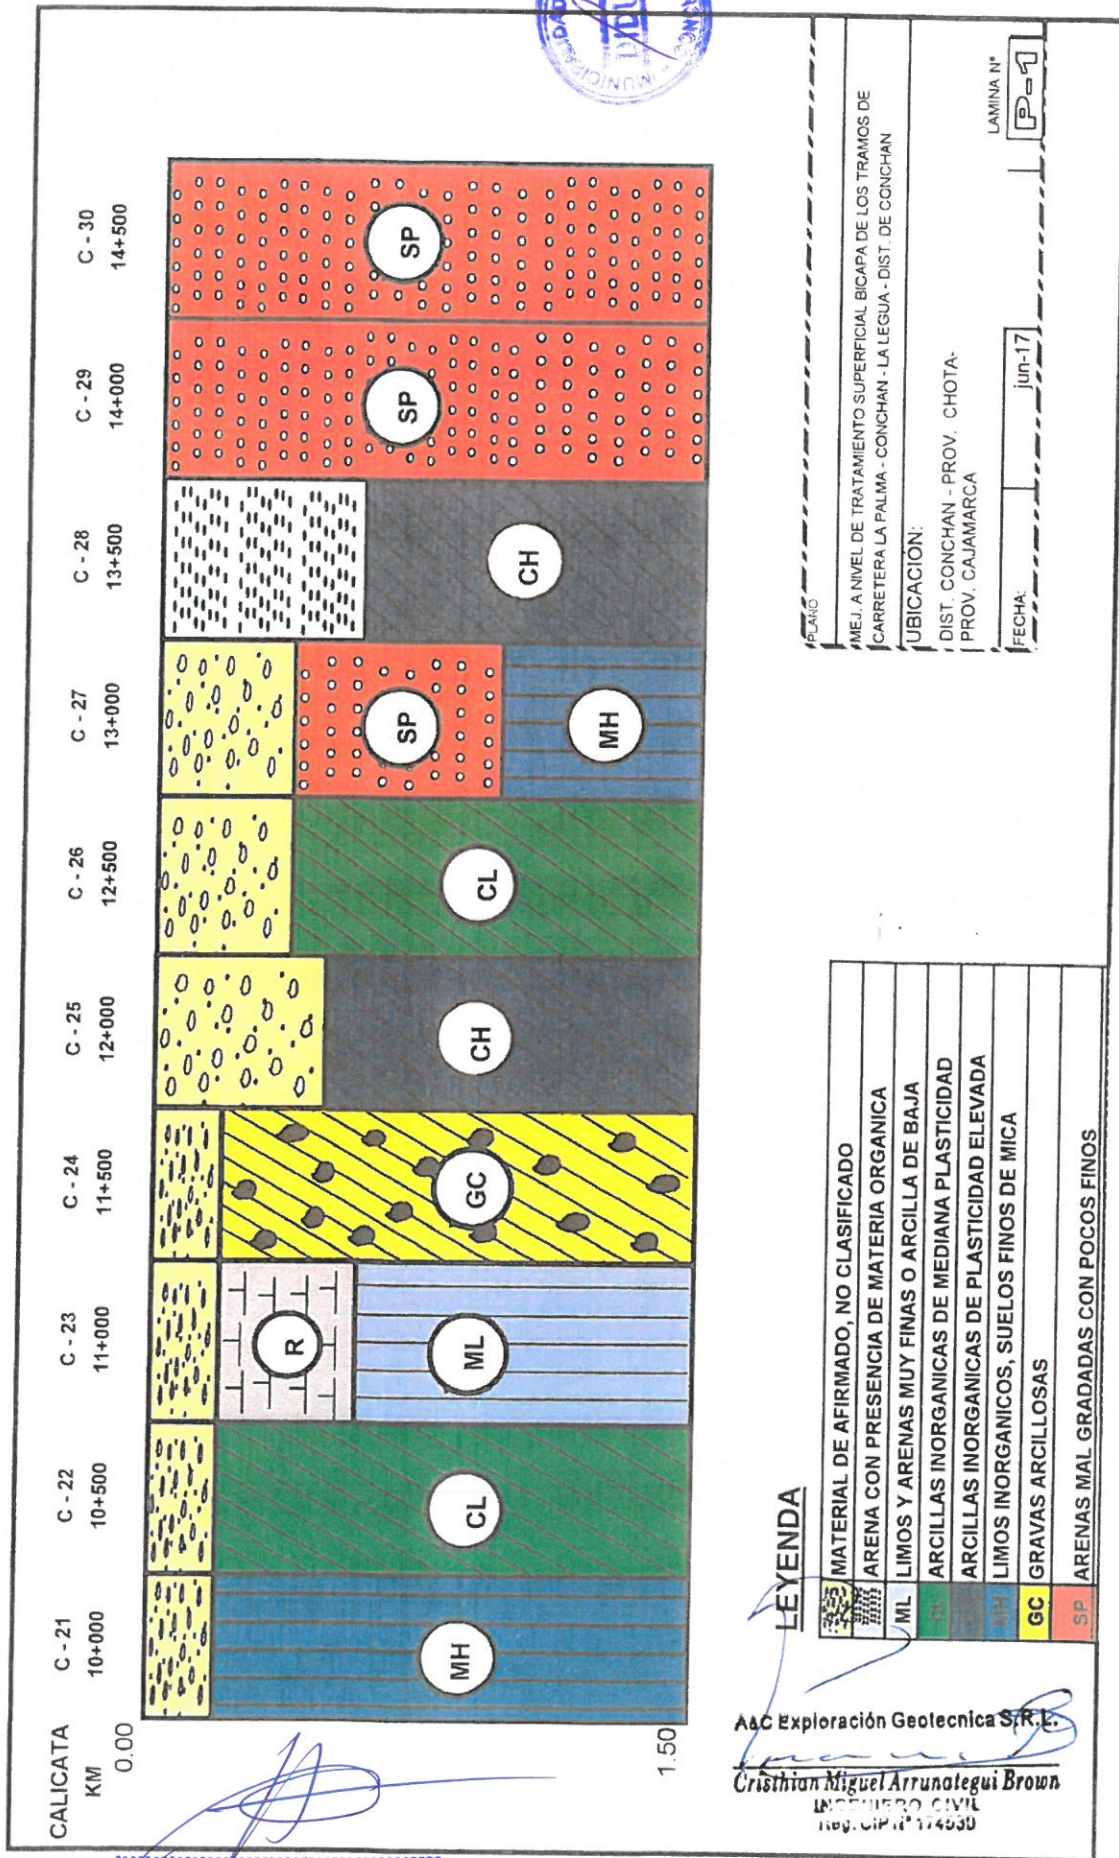 CALICATA
KM
C - 21 C - 22 C - 23 C - 24 C - 25 C - 26 C - 27 C - 28 C - 29 C - 30
10+000 10+500 11+000 11+500 12+000 12+500 13+000 13+500 14+000 14+500
0.00
1.50
MH
CL
R
ML
GC
CH
CL
SP
MH
CH
SP
SP
LEYENDA
MATERIAL DE AFIRMADO, NO CLASIFICADO
ARENA CON PRESENCIA DE MATERIA ORGANICA
ML LIMOS Y ARENAS MUY FINAS O ARCILLA DE BAJA
CL ARCILLAS INORGANICAS DE MEDIANA PLASTICIDAD
ARCILLAS INORGANICAS DE PLASTICIDAD ELEVADA
MH LIMOS INORGANICOS, SUELOS FINOS DE MICA
GC GRAVAS ARCILLOSAS
SP ARENAS MAL GRADADAS CON POCOS FINOS
PLANO
MEJ. A NIVEL DE TRATAMIENTO SUPERFICIAL BICAPA DE LOS TRAMOS DE
CARRETERA LA PALMA - CONCHAN - LA LEGUA - DIST. DE CONCHAN
UBICACIÓN:
DIST. CONCHAN - PROV. CHOTA-
PROV. CAJAMARCA
FECHA: jun-17
LAMINA N°
P-1
A&C Exploración Geotecnica S.R.L.
Cristhian Miguel Arrunategui Brown
INGENIERO CIVIL
Reg. CIP N° 174530
MUNICIPALIDAD